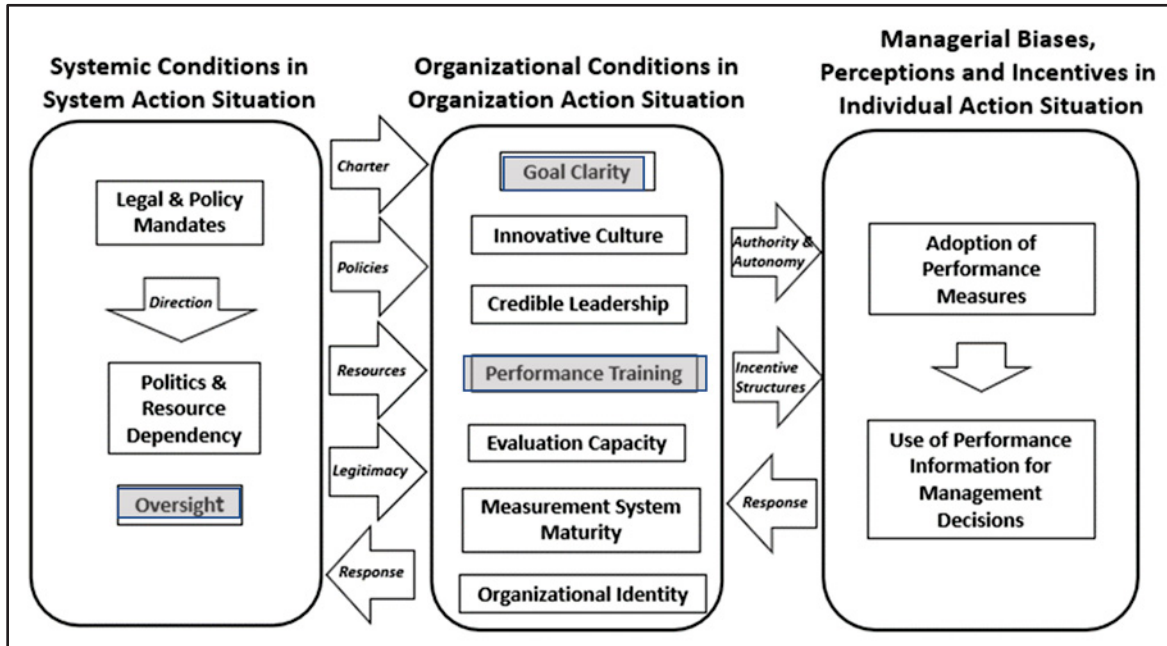 Systemic Conditions in
System Action Situation
Legal & Policy
Mandates
Direction
Politics &
Resource
Dependency
Oversight
Charter
Policies
Resources
Legitimacy
Response
Organizational Conditions in
Organization Action Situation
Goal Clarity
Innovative Culture
Credible Leadership
Performance Training
Evaluation Capacity
Measurement System
Maturity
Organizational Identity
Authority &
Autonomy
Incentive
Structures
Response
Managerial Biases,
Perceptions and Incentives in
Individual Action Situation
Adoption of
Performance
Measures
Use of Performance
Information for
Management
Decisions